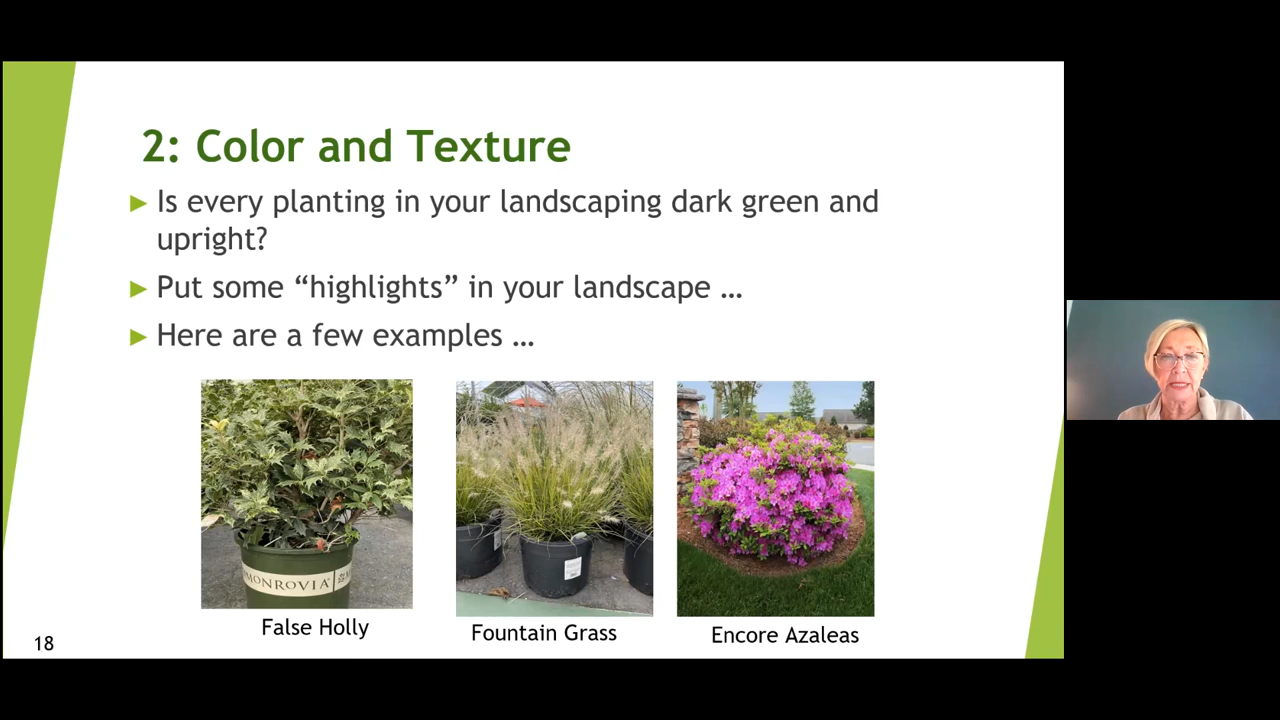 2: Color and Texture
► Is every planting in your landscaping dark green and
upright?
► Put some “highlights” in your landscape …
► Here are a few examples …
MONROVIA
False Holly
Fountain Grass
Encore Azaleas
18